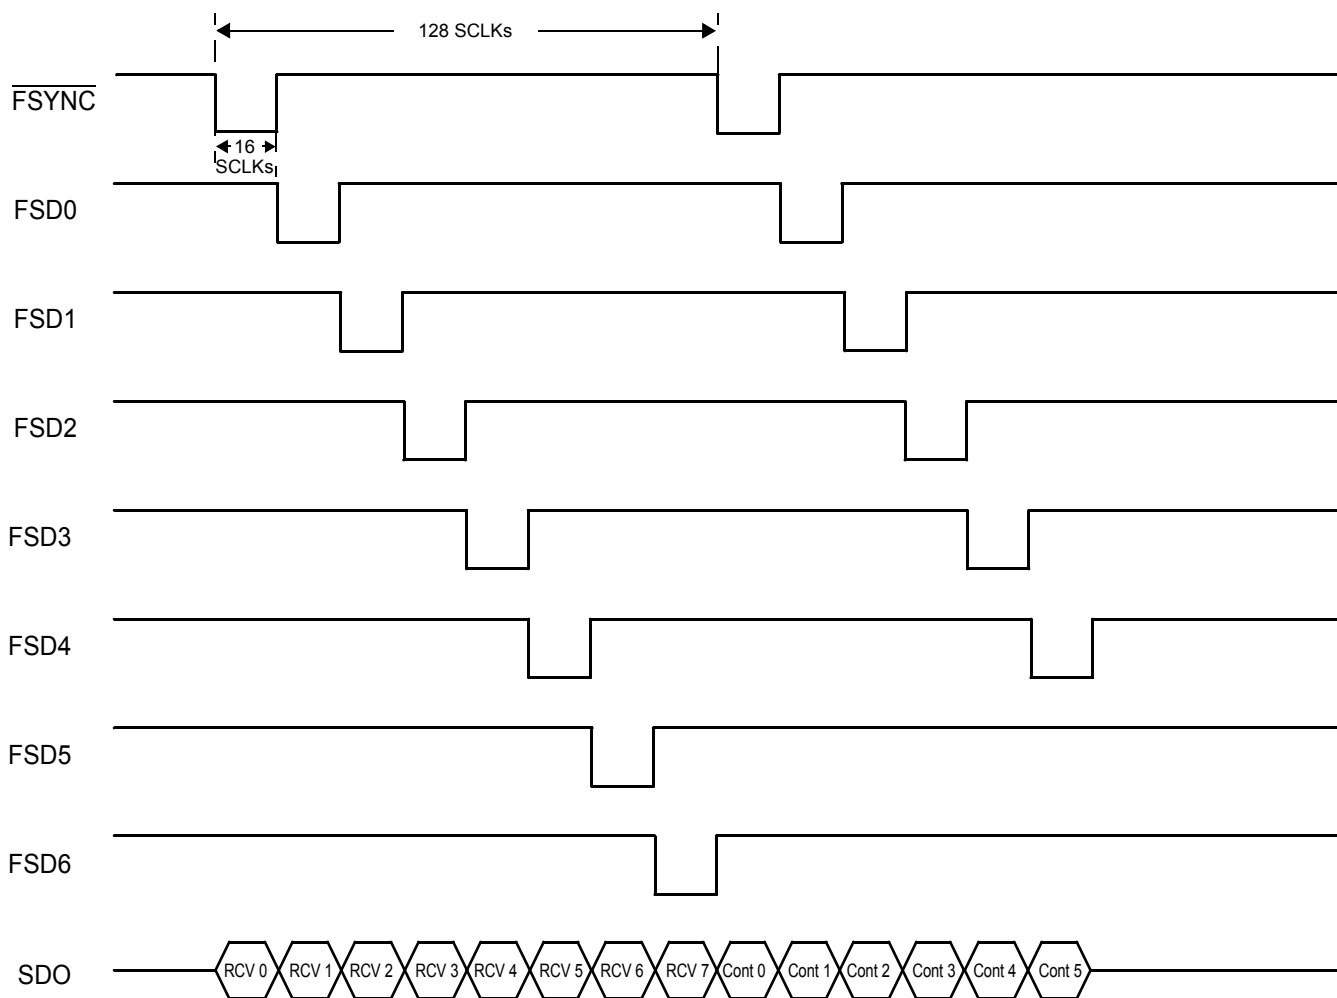 128 SCLKs
FSYNC
16
SCLKs
FSD0
FSD1
FSD2
FSD3
FSD4
FSD5
FSD6
SDO
RCV 0 RCV 1 RCV 2 RCV 3 RCV 4 RCV 5 RCV 6 RCV 7 Cont 0 Cont 1 Cont 2 Cont 3 Cont 4 Cont 5